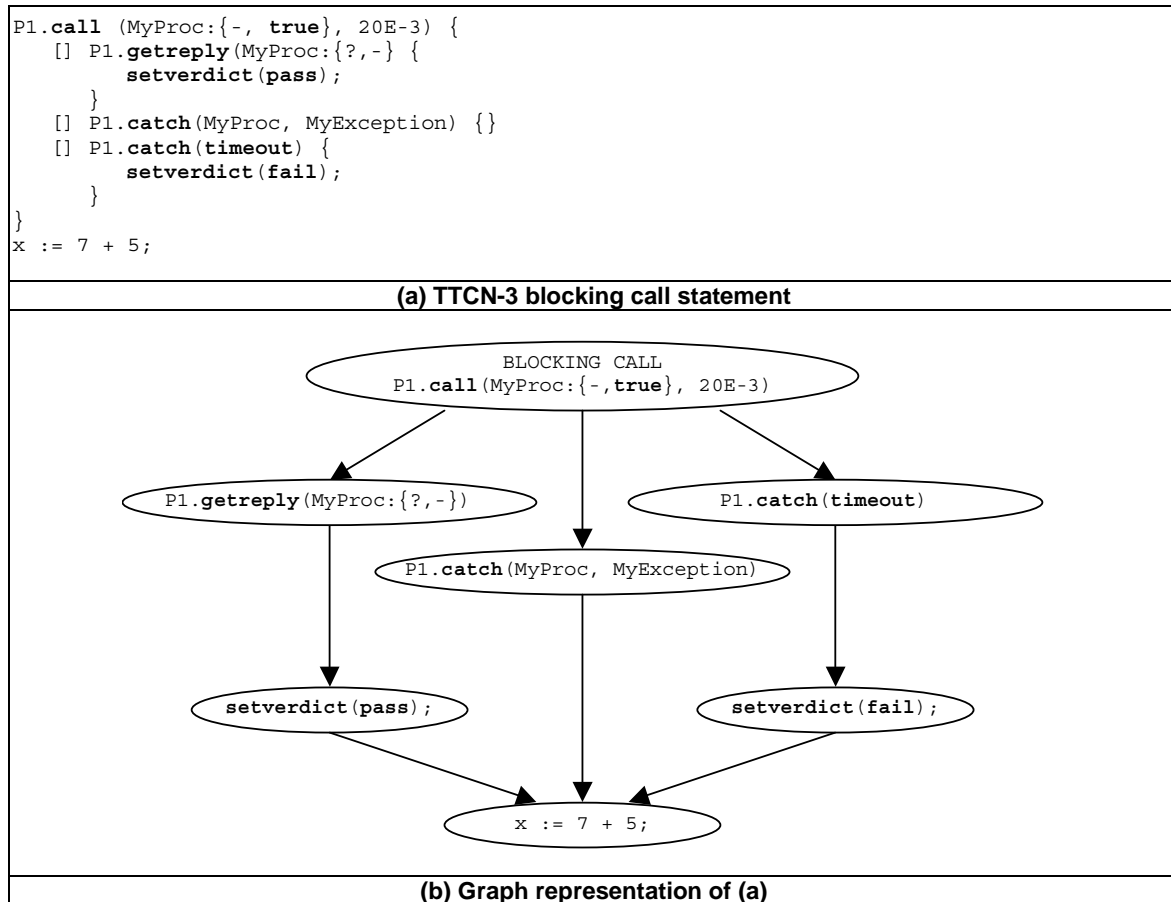 P1.call (MyProc:{-, true}, 20E-3) {
[] P1.getreply(MyProc:{?,-} {
setverdict(pass);
}
[] P1.catch(MyProc, MyException) {}
[] P1.catch(timeout) {
setverdict(fail);
}
}
x := 7 + 5;
(a) TTCN-3 blocking call statement
BLOCKING CALL
P1.call(MyProc:{-,true}, 20E-3)
P1.getreply(MyProc:{?,-})
P1.catch(timeout)
P1.catch(MyProc, MyException)
setverdict(pass);
setverdict(fail);
x := 7 + 5;
(b) Graph representation of (a)